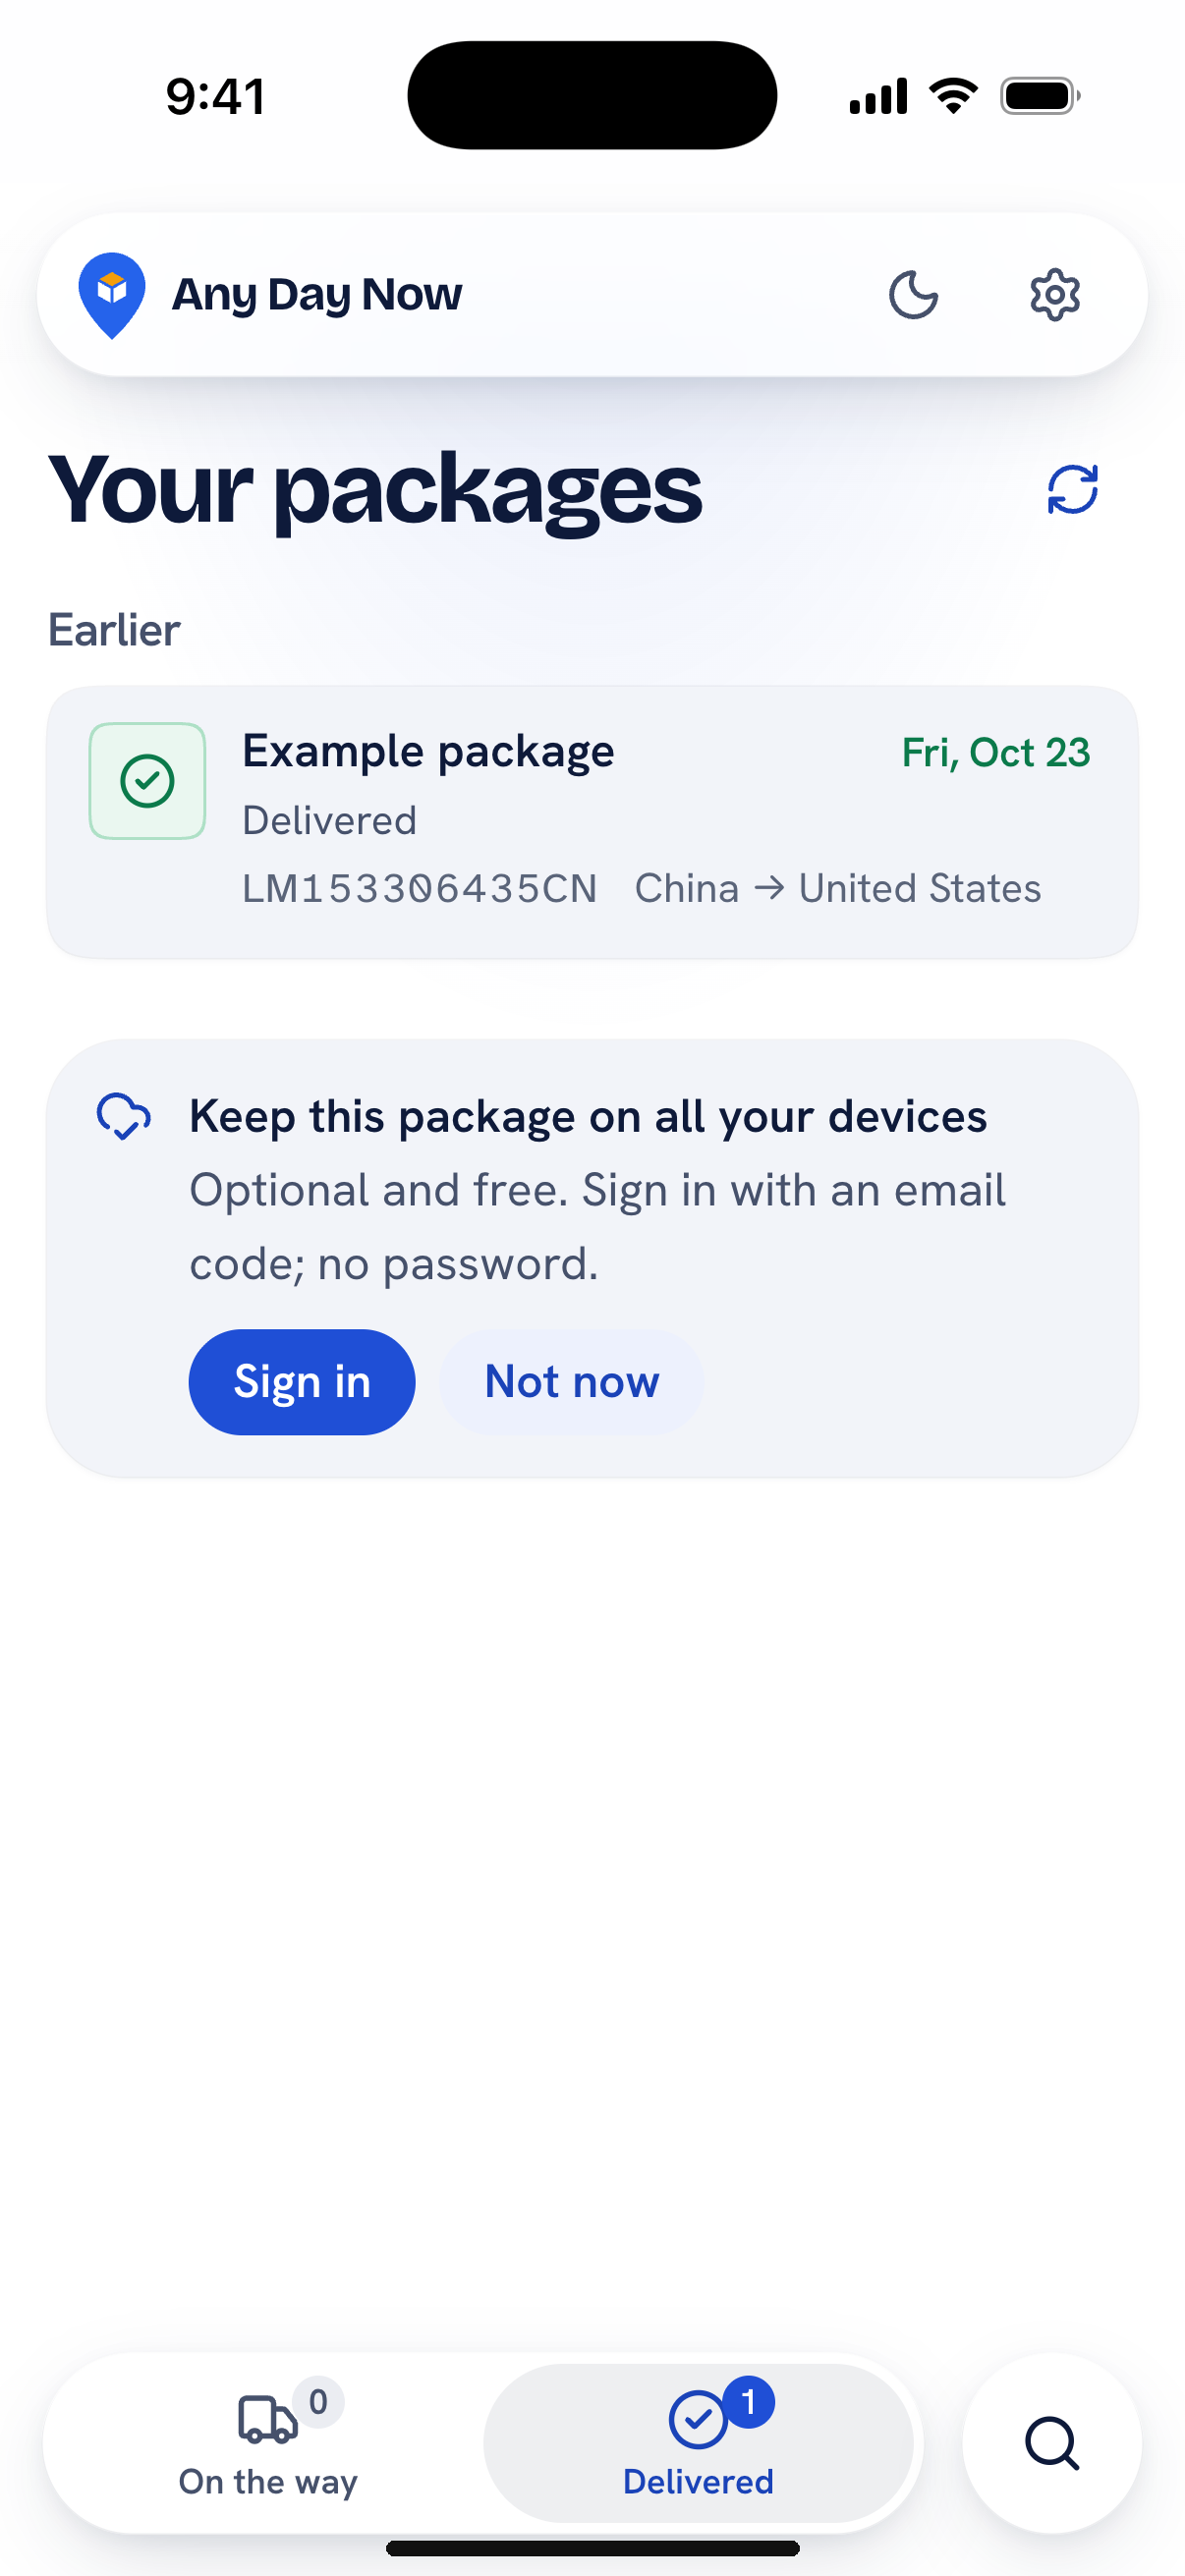 9:41
Any Day Now
Your packages
Earlier
Example package
Fri, Oct 23
Delivered
LM153306435CN China → United States
Keep this package on all your devices
Optional and free. Sign in with an email
code; no password.
Sign in
Not now
0
1
On the way
Delivered